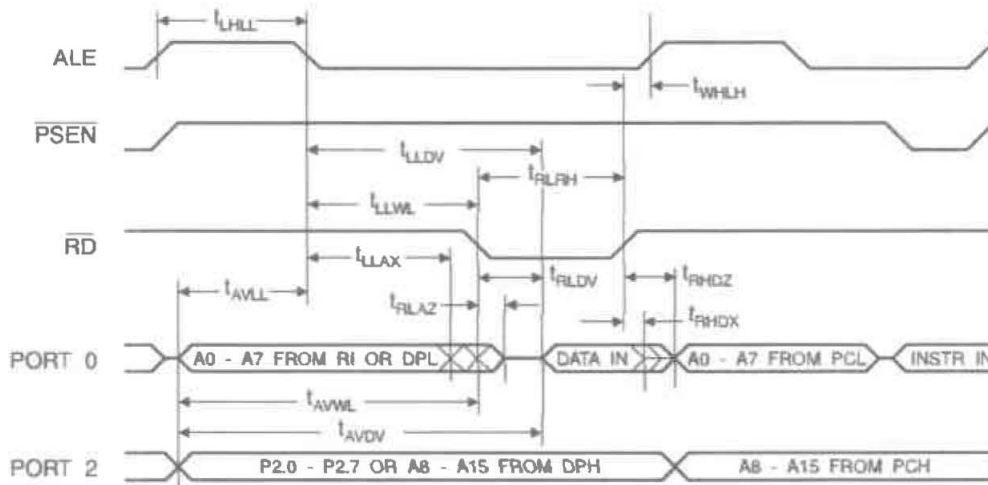 tLHLL
ALE
tWHLH
PSEN
tLLDV
tRLRH
tLLWL
RD
tLLAX
tRLDV
tRHDZ
tAVLL
tRLAZ
tRHDX
PORT 0
A0 - A7 FROM RI OR DPL
DATA IN
A0 - A7 FROM PCL
INSTR IN
tAVWL
tAVDV
PORT 2
P2.0 - P2.7 OR A8 - A15 FROM DPH
A8 - A15 FROM PCH